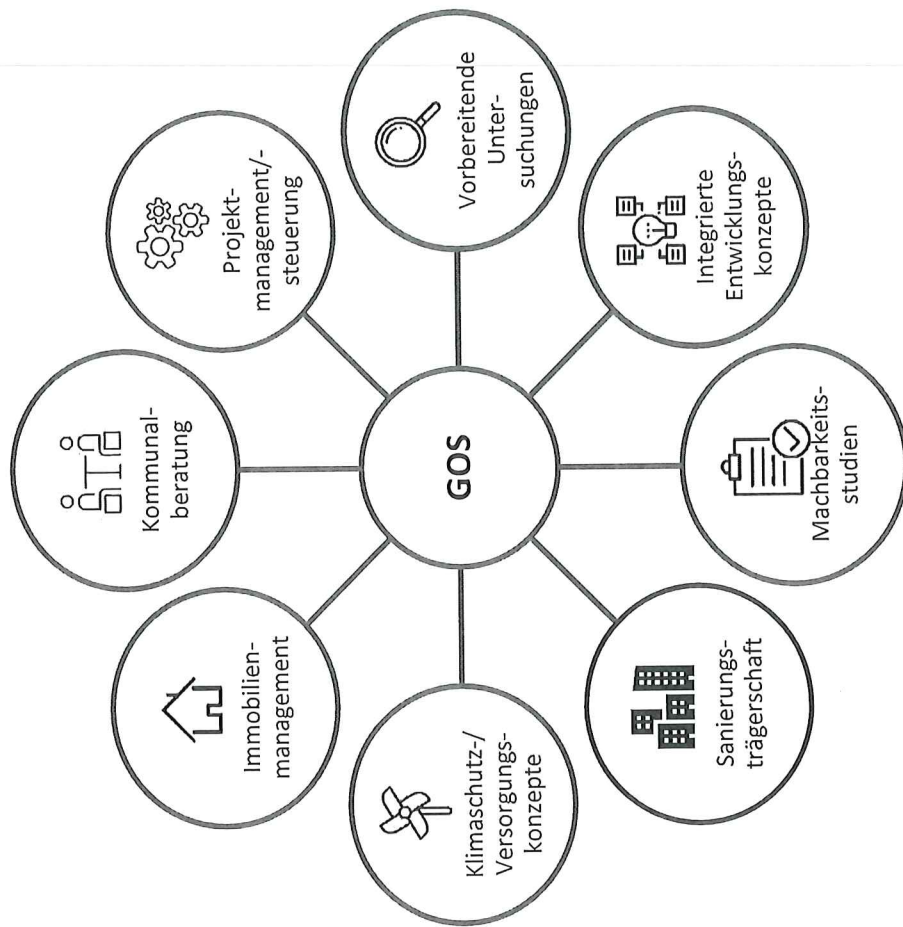 Klimaschutz-/
Versorgungs-
konzepte
Sanierungs-
trägerschaft
Immobilien-
management
Machbarkeits-
studien
GOS
Kommunal-
beratung
Integrierte
Entwicklungs-
konzepte
Projekt-
management/-
steuerung
Vorbereitende
Unter-
suchungen